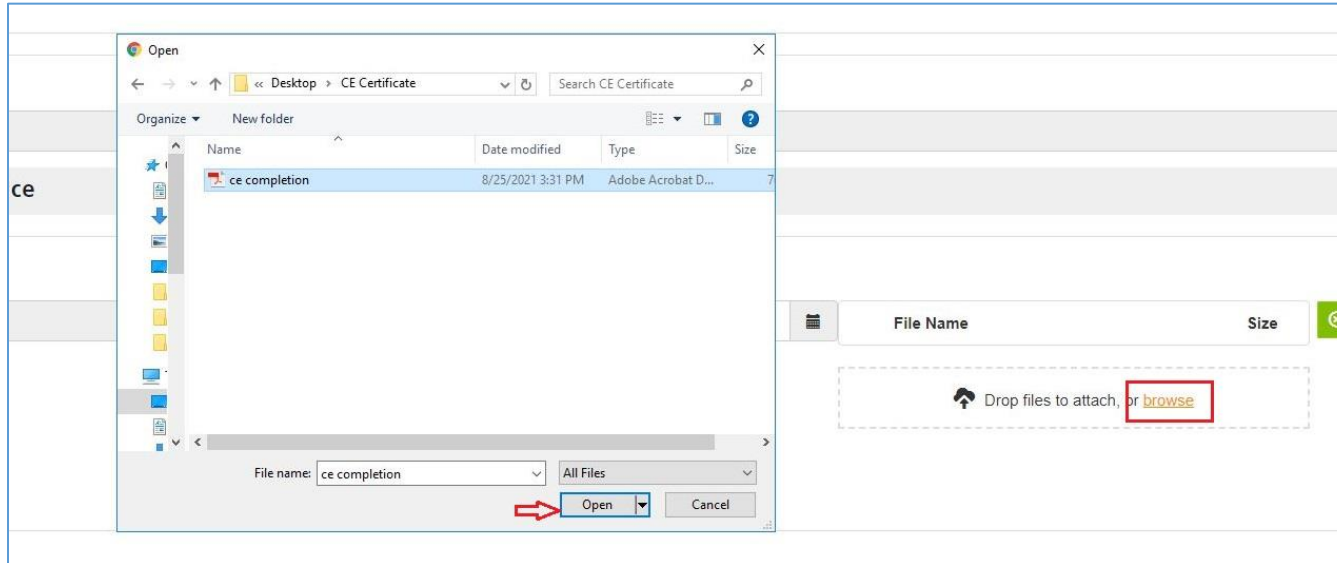 Open
« Desktop › CE Certificate
Search CE Certificate
Organize
New folder
Name
Date modified
Type
Size
ce completion
8/25/2021 3:31 PM
Adobe Acrobat D...
7
ce
File Name
Size
Drop files to attach, or browse
File name:
ce completion
All Files
Open
Cancel